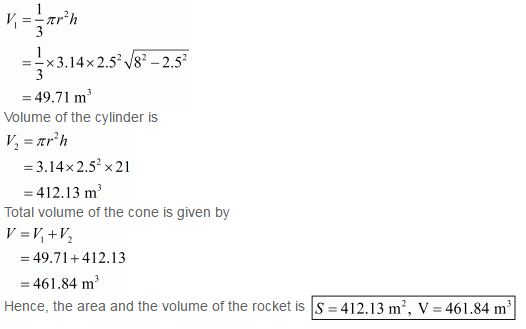 V₁ = 1/3 πr²h
= 1/3 × 3.14 × 2.5² √(8² − 2.5²)
= 49.71 m³
Volume of the cylinder is
V₂ = πr²h
= 3.14 × 2.5² × 21
= 412.13 m³
Total volume of the cone is given by
V = V₁ + V₂
= 49.71 + 412.13
= 461.84 m³
Hence, the area and the volume of the rocket is S = 412.13 m², V = 461.84 m³